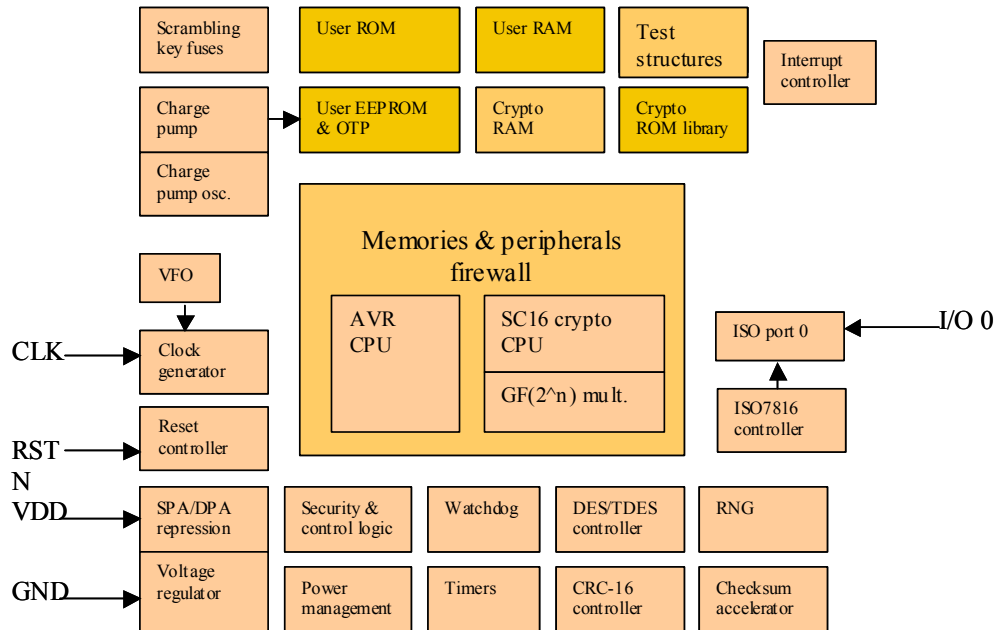 Scrambling
key fuses
User ROM
User RAM
Test
structures
Interrupt
controller
Charge
pump
User EEPROM
& OTP
Crypto
RAM
Crypto
ROM library
Charge
pump osc.
Memories & peripherals
firewall
VFO
AVR
CPU
SC16 crypto
CPU
GF(2^n) mult.
ISO port 0
I/O 0
CLK
Clock
generator
ISO7816
controller
RST
N
Reset
controller
VDD
SPA/DPA
repression
Security &
control logic
Watchdog
DES/TDES
controller
RNG
GND
Voltage
regulator
Power
management
Timers
CRC-16
controller
Checksum
accelerator